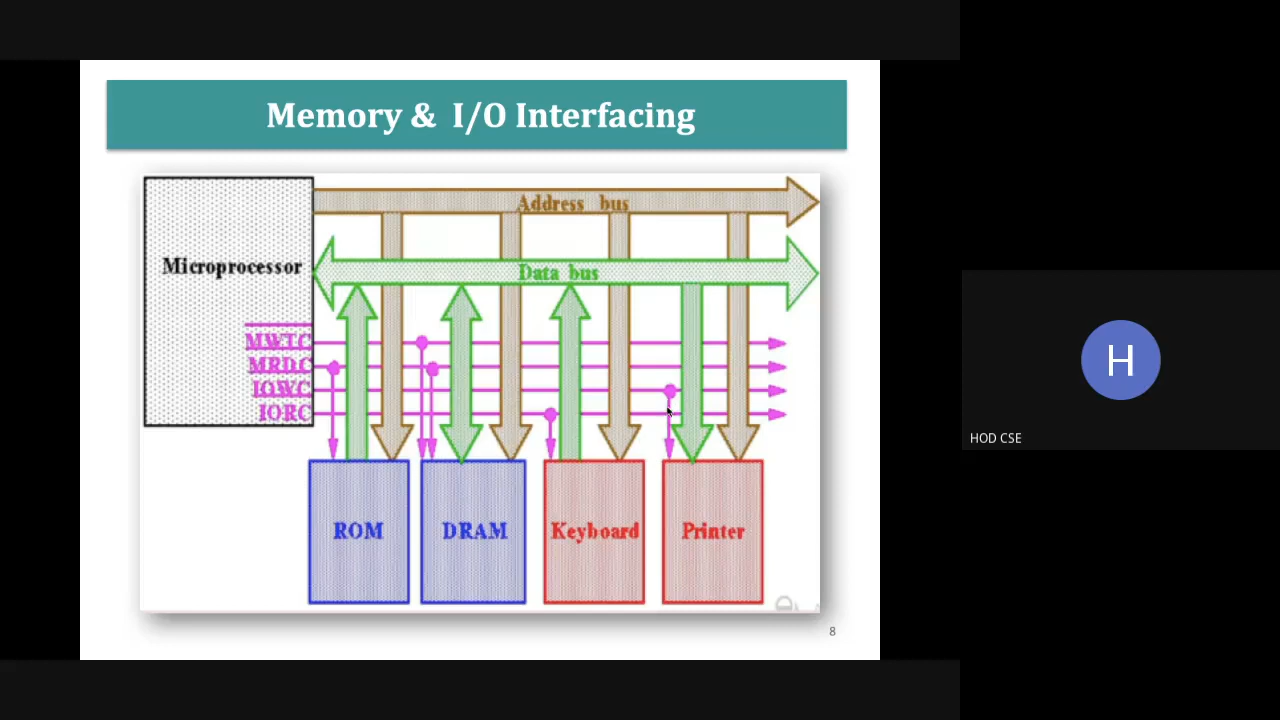 Memory & I/O Interfacing
Address bus
Microprocessor
Data bus
MWTC
MRDC
IOWC
IORC
ROM
DRAM
Keyboard
Printer
8
H
HOD CSE